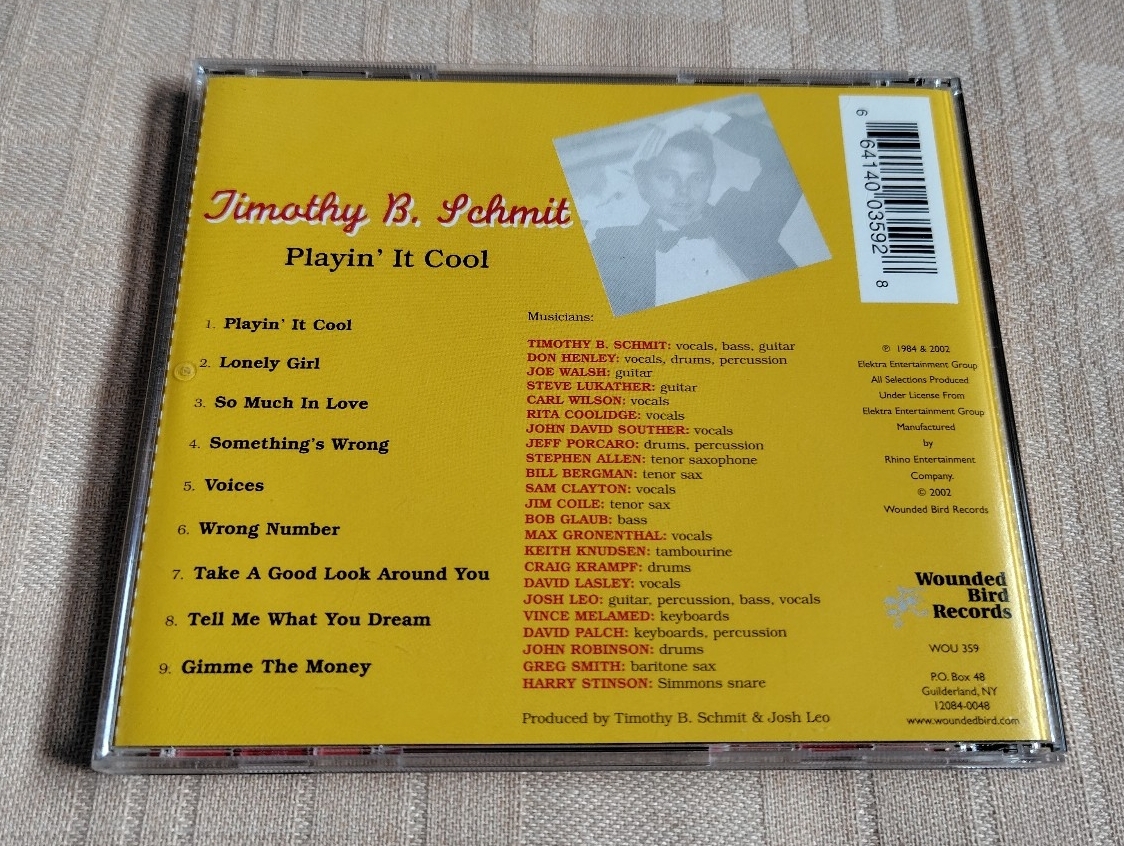 Timothy B. Schmit
Playin' It Cool
1. Playin' It Cool
2. Lonely Girl
3. So Much In Love
4. Something's Wrong
5. Voices
6. Wrong Number
7. Take A Good Look Around You
8. Tell Me What You Dream
9. Gimme The Money
Musicians:
TIMOTHY B. SCHMIT: vocals, bass, guitar
DON HENLEY: vocals, drums, percussion
JOE WALSH: guitar
STEVE LUKATHER: guitar
CARL WILSON: vocals
RITA COOLIDGE: vocals
JOHN DAVID SOUTHER: vocals
JEFF PORCARO: drums, percussion
STEPHEN ALLEN: tenor saxophone
BILL BERGMAN: tenor sax
SAM CLAYTON: vocals
JIM COILE: tenor sax
BOB GLAUB: bass
MAX GRONENTHAL: vocals
KEITH KNUDSEN: tambourine
CRAIG KRAMPF: drums
DAVID LASLEY: vocals
JOSH LEO: guitar, percussion, bass, vocals
VINCE MELAMED: keyboards
DAVID PALCH: keyboards, percussion
JOHN ROBINSON: drums
GREG SMITH: baritone sax
HARRY STINSON: Simmons snare
Produced by Timothy B. Schmit & Josh Leo
6 64140 03592 8
℗ 1984 & 2002
Elektra Entertainment Group
All Selections Produced
Under License From
Elektra Entertainment Group
Manufactured
by
Rhino Entertainment
Company.
© 2002
Wounded Bird Records
Wounded
Bird
Records
WOU 359
P.O. Box 48
Guilderland, NY
12084-0048
www.woundedbird.com